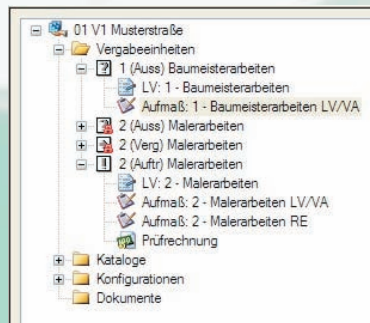 01 V1 Musterstraße
Vergabeeinheiten
1 (Auss) Baumeisterarbeiten
LV: 1 - Baumeisterarbeiten
Aufmaß: 1 - Baumeisterarbeiten LV/VA
2 (Auss) Malerarbeiten
2 (Verg) Malerarbeiten
2 (Auftr) Malerarbeiten
LV: 2 - Malerarbeiten
Aufmaß: 2 - Malerarbeiten LV/VA
Aufmaß: 2 - Malerarbeiten RE
Prüfrechnung
Kataloge
Konfigurationen
Dokumente